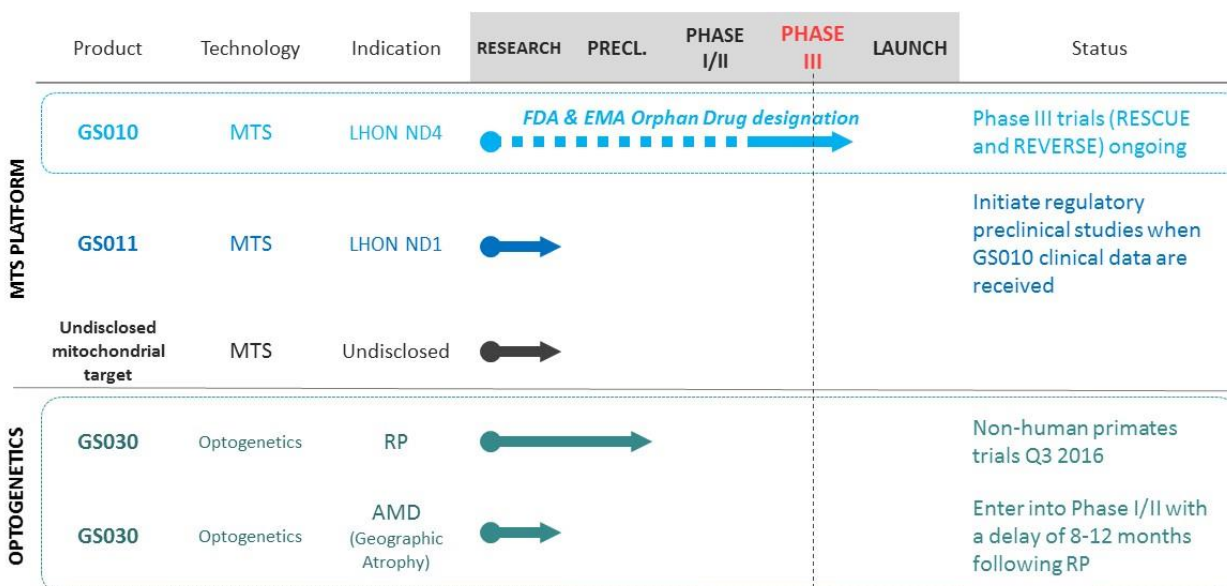 Product Technology Indication RESEARCH PRECL. PHASE I/II PHASE III LAUNCH Status
MTS PLATFORM
GS010 MTS LHON ND4 FDA & EMA Orphan Drug designation Phase III trials (RESCUE
and REVERSE) ongoing
GS011 MTS LHON ND1 Initiate regulatory
preclinical studies when
GS010 clinical data are
received
Undisclosed
mitochondrial
target
MTS Undisclosed
OPTOGENETICS
GS030 Optogenetics RP Non-human primates
trials Q3 2016
GS030 Optogenetics AMD
(Geographic
Atrophy)
Enter into Phase I/II with
a delay of 8-12 months
following RP